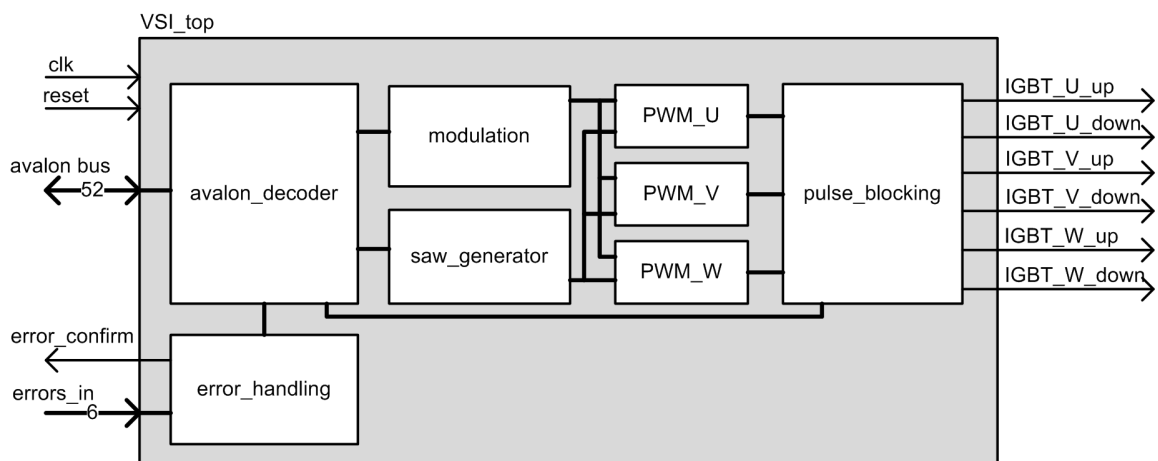 VSI_top
clk
reset
avalon bus
52
avalon_decoder
modulation
saw_generator
PWM_U
PWM_V
PWM_W
pulse_blocking
IGBT_U_up
IGBT_U_down
IGBT_V_up
IGBT_V_down
IGBT_W_up
IGBT_W_down
error_confirm
errors_in
6
error_handling